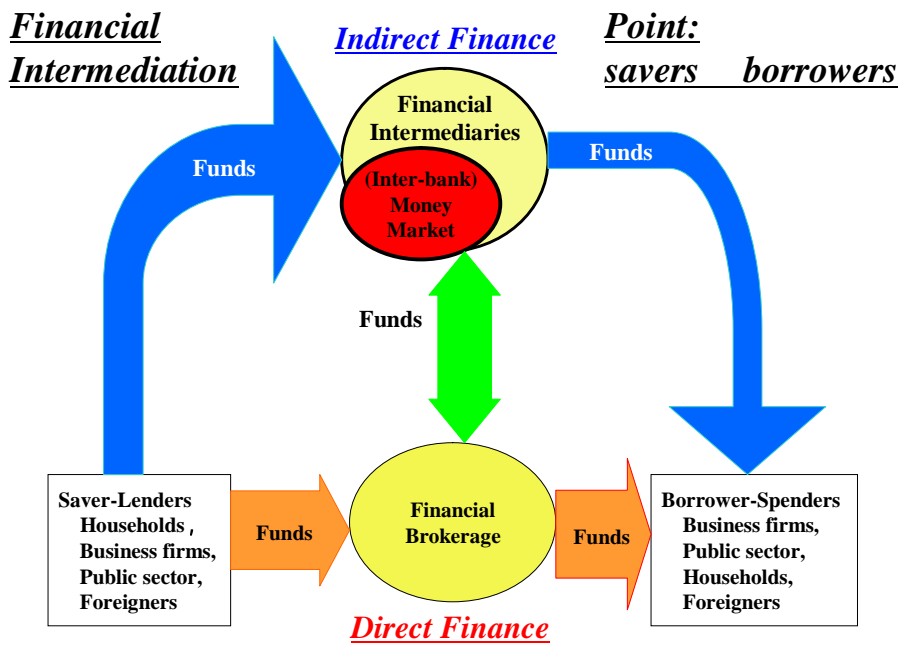 Financial
Intermediation
Indirect Finance
Point:
savers borrowers
Financial
Intermediaries
(Inter-bank)
Money
Market
Funds
Funds
Funds
Saver-Lenders
Households,
Business firms,
Public sector,
Foreigners
Funds
Financial
Brokerage
Funds
Borrower-Spenders
Business firms,
Public sector,
Households,
Foreigners
Direct Finance